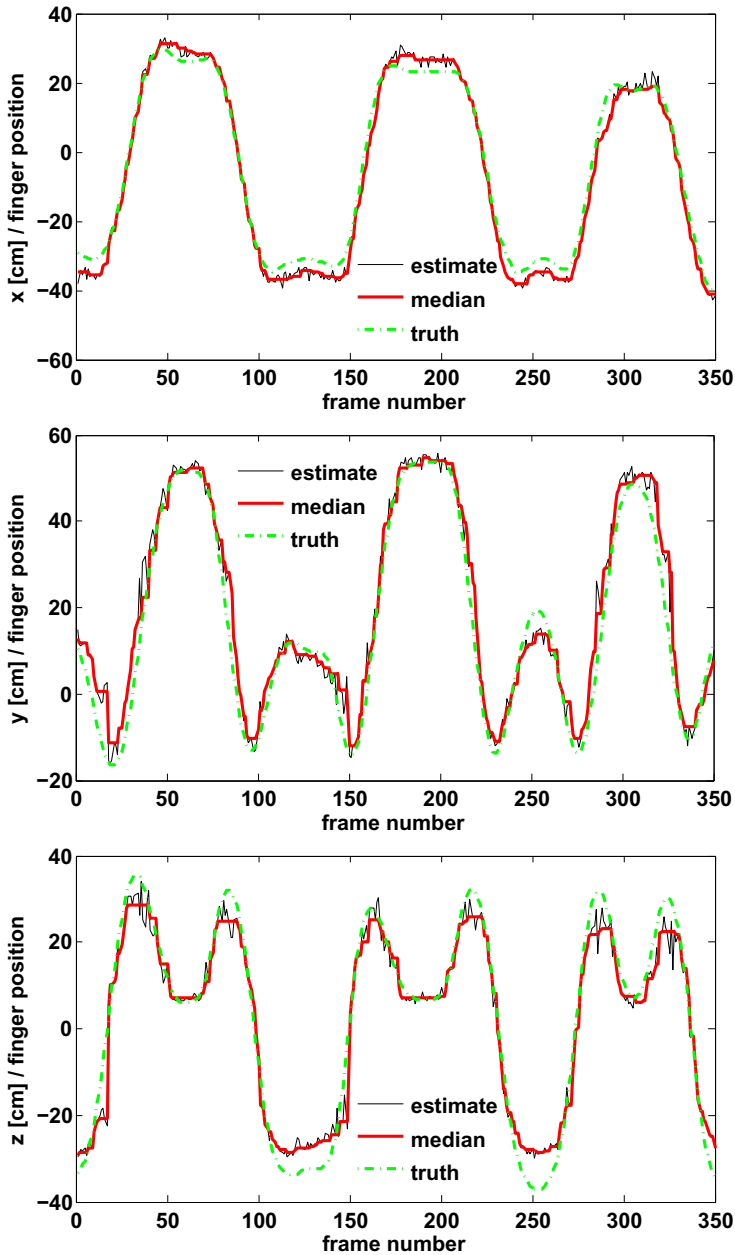 40
20
0
−20
−40
−60
x [cm] / finger position
estimate
median
truth
0 50 100 150 200 250 300 350
frame number
60
40
20
0
−20
y [cm] / finger position
estimate
median
truth
0 50 100 150 200 250 300 350
frame number
40
20
0
−20
−40
z [cm] / finger position
estimate
median
truth
0 50 100 150 200 250 300 350
frame number